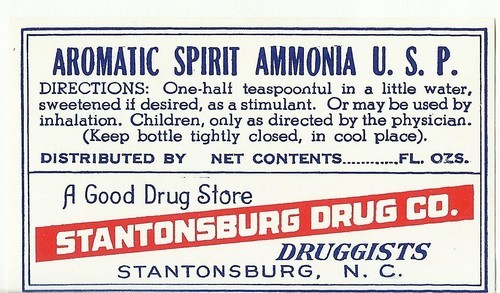 AROMATIC SPIRIT AMMONIA U. S. P.
DIRECTIONS: One-half teaspoonful in a little water,
sweetened if desired, as a stimulant. Or may be used by
inhalation. Children, only as directed by the physician.
(Keep bottle tightly closed, in cool place).
DISTRIBUTED BY NET CONTENTS...........FL. OZS.
A Good Drug Store
STANTONSBURG DRUG CO.
DRUGGISTS
STANTONSBURG, N. C.